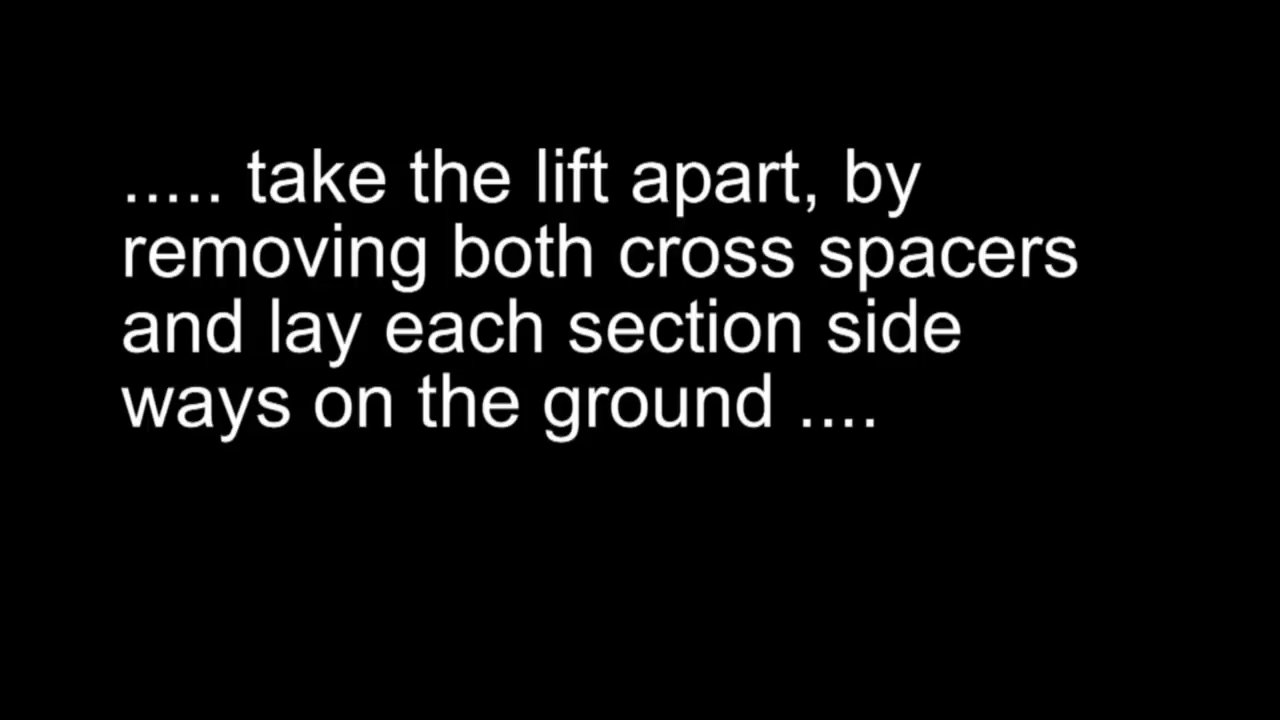 ..... take the lift apart, by
removing both cross spacers
and lay each section side
ways on the ground ....